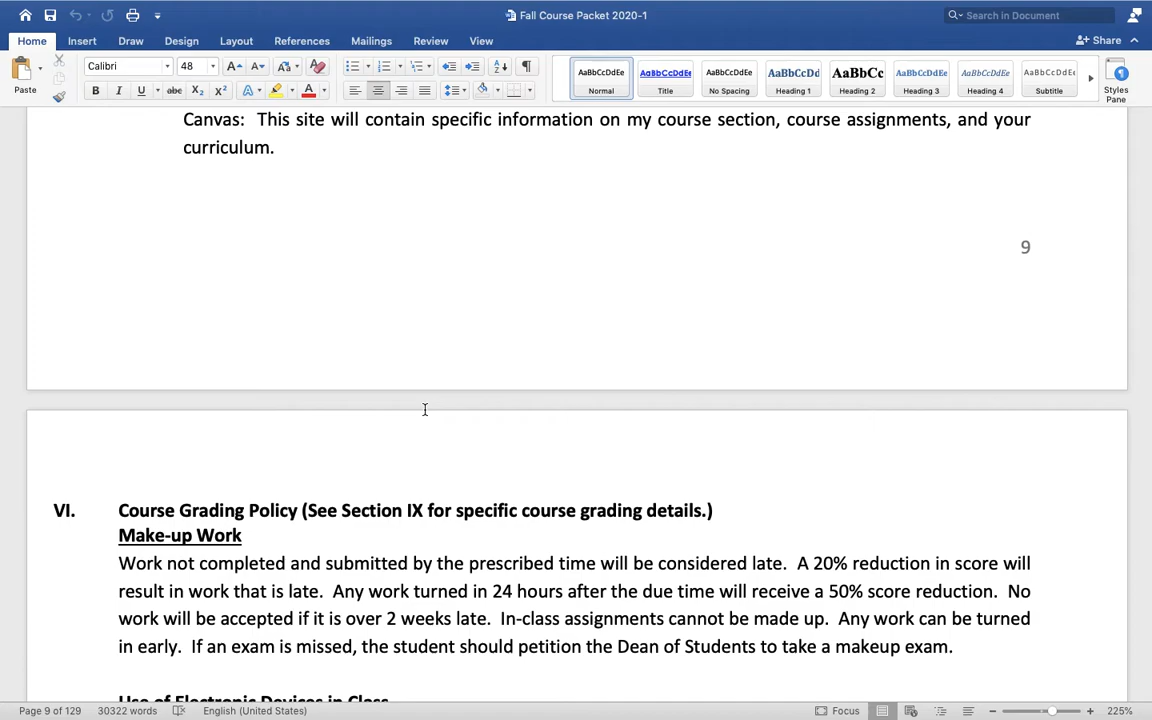 Fall Course Packet 2020-1
Search in Document
Home Insert Draw Design Layout References Mailings Review View
Share
Paste
Calibri 48
AaBbCcDdEe AaBbCcDdEe AaBbCcDdEe AaBbCcDd AaBbCc AaBbCcDdEe AaBbCcDdEe AaBbCcDdEe
Normal Title No Spacing Heading 1 Heading 2 Heading 3 Heading 4 Subtitle
Styles
Pane
Canvas: This site will contain specific information on my course section, course assignments, and your
curriculum.
9
VI. Course Grading Policy (See Section IX for specific course grading details.)
Make-up Work
Work not completed and submitted by the prescribed time will be considered late. A 20% reduction in score will
result in work that is late. Any work turned in 24 hours after the due time will receive a 50% score reduction. No
work will be accepted if it is over 2 weeks late. In-class assignments cannot be made up. Any work can be turned
in early. If an exam is missed, the student should petition the Dean of Students to take a makeup exam.
Use of Electronic Devices in Class
Page 9 of 129 30322 words English (United States) Focus 225%